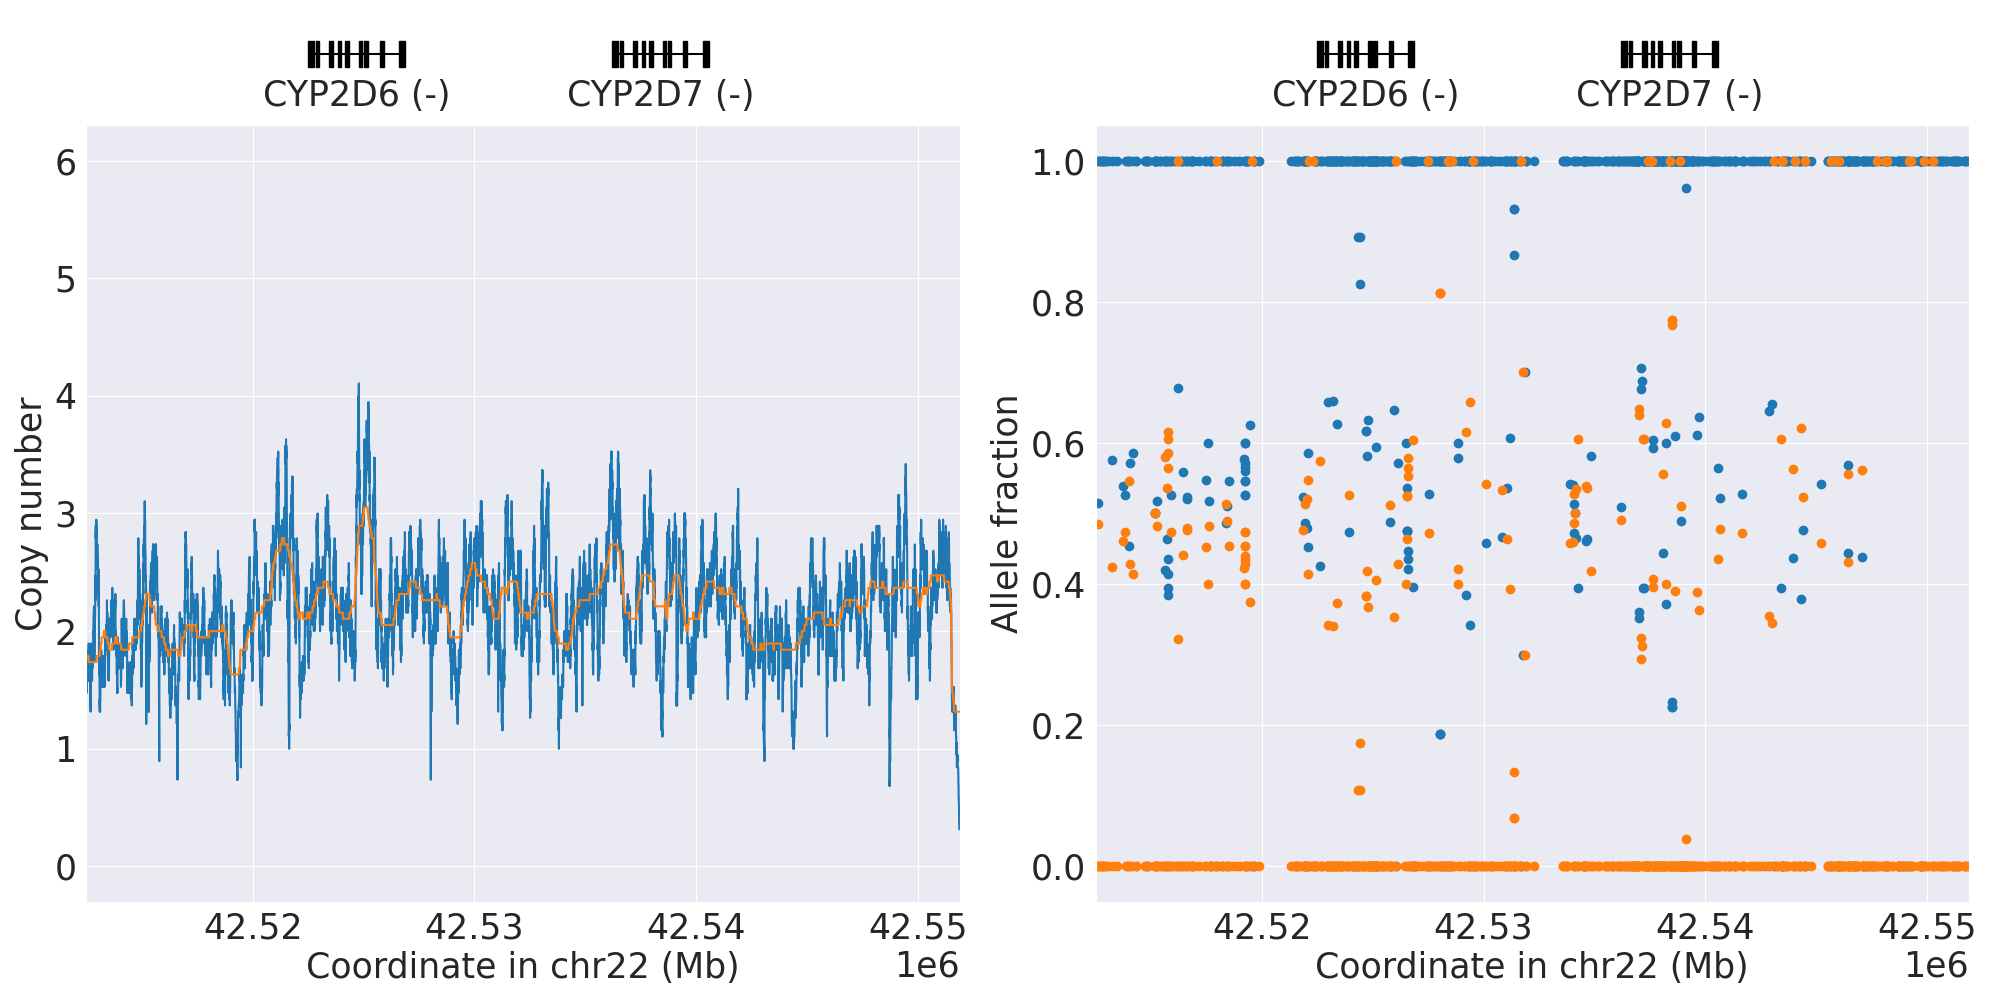 CYP2D6 (-) CYP2D7 (-)
Copy number
6
5
4
3
2
1
0
42.52 42.53 42.54 42.55
Coordinate in chr22 (Mb) 1e6
CYP2D6 (-) CYP2D7 (-)
Allele fraction
1.0
0.8
0.6
0.4
0.2
0.0
42.52 42.53 42.54 42.55
Coordinate in chr22 (Mb) 1e6